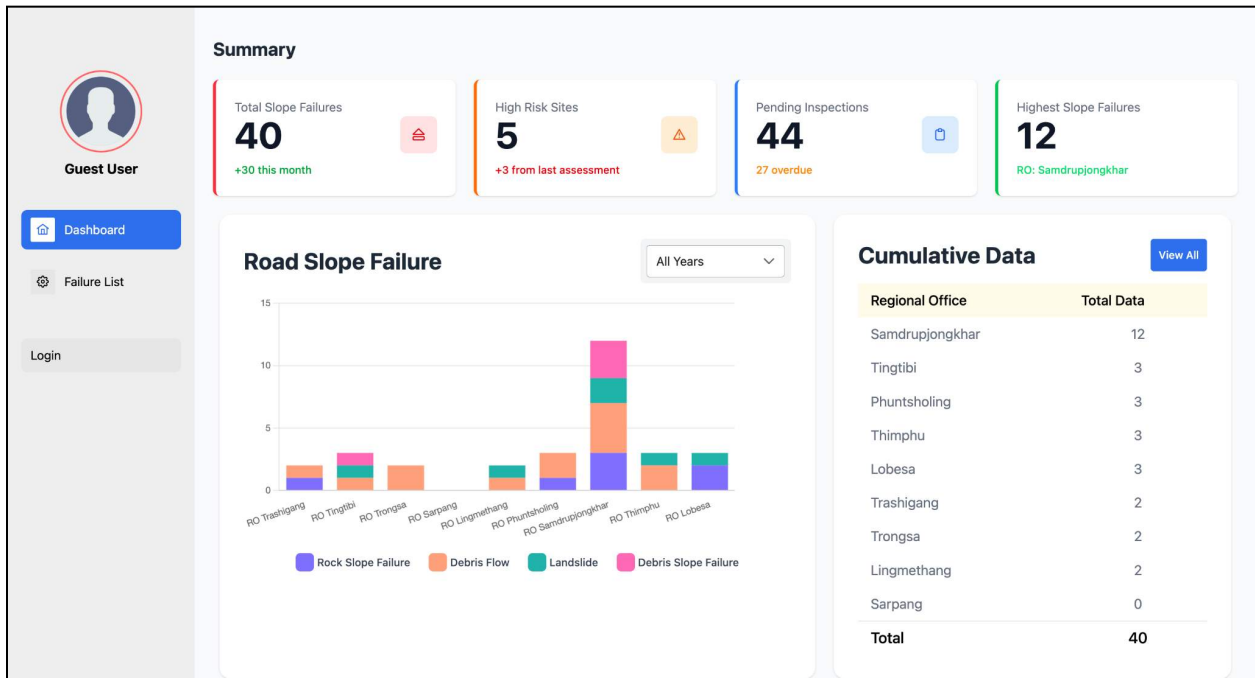 Summary
Guest User
Dashboard
Failure List
Login
Total Slope Failures
40
+30 this month
High Risk Sites
5
+3 from last assessment
Pending Inspections
44
27 overdue
Highest Slope Failures
12
RO: Samdrupjongkhar
Road Slope Failure
All Years
15
10
5
0
RO Trashigang
RO Tingtibi
RO Trongsa
RO Sarpang
RO Lingmethang
RO Phuntsholing
RO Samdrupjongkhar
RO Thimphu
RO Lobesa
Rock Slope Failure Debris Flow Landslide Debris Slope Failure
Cumulative Data
View All
Regional Office Total Data
Samdrupjongkhar 12
Tingtibi 3
Phuntsholing 3
Thimphu 3
Lobesa 3
Trashigang 2
Trongsa 2
Lingmethang 2
Sarpang 0
Total 40